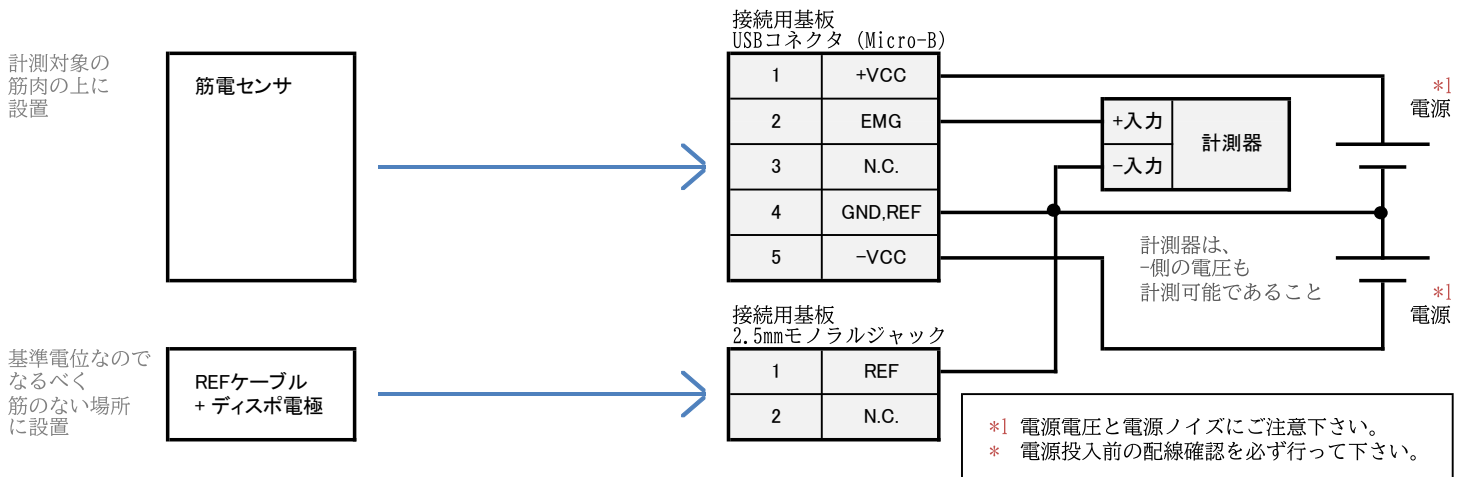 計測対象の
筋肉の上に
設置
筋電センサ
接続用基板
USBコネクタ (Micro-B)
1 +VCC
2 EMG
3 N.C.
4 GND,REF
5 −VCC
+入力
−入力
計測器
*1
電源
計測器は、
-側の電圧も
計測可能であること
*1
電源
基準電位なので
なるべく
筋のない場所
に設置
REFケーブル
+ ディスポ電極
接続用基板
2.5mmモノラルジャック
1 REF
2 N.C.
*1 電源電圧と電源ノイズにご注意下さい。
* 電源投入前の配線確認を必ず行って下さい。